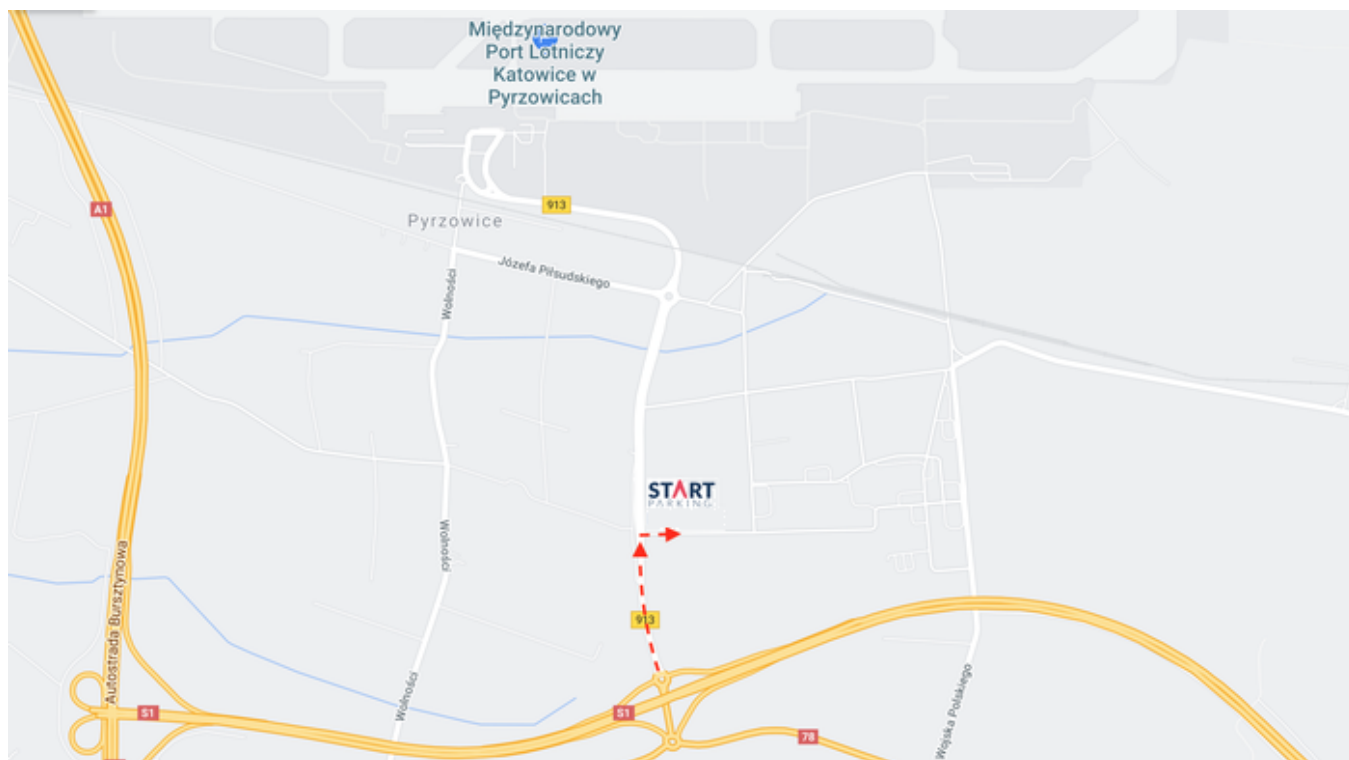 Międzynarodowy
Port Lotniczy
Katowice w
Pyrzowicach
A1
913
Pyrzowice
Józefa Piłsudskiego
Wolności
START
PARKING
Wolności
Autostrada Bursztynowa
913
Wolności
Wojska Polskiego
S1
S1
78